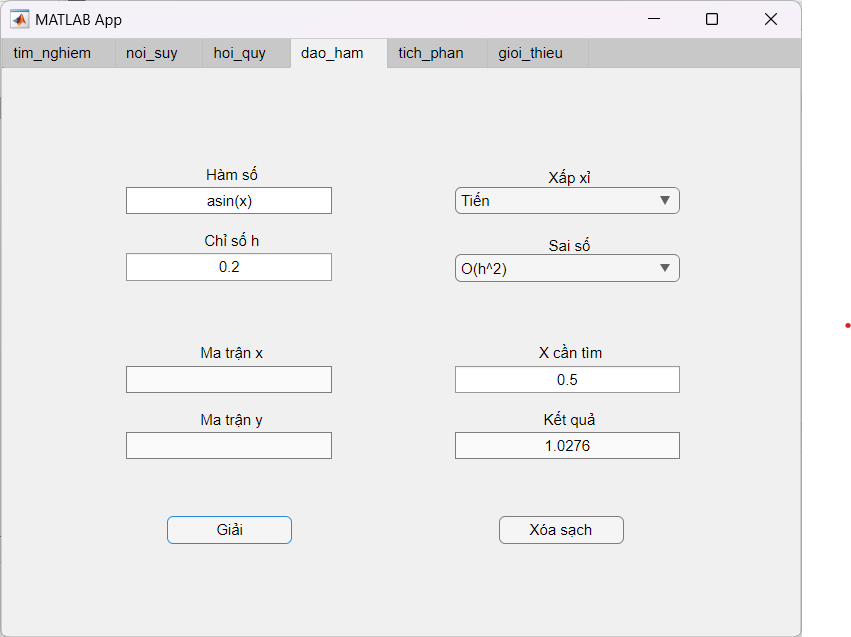 MATLAB App
tim_nghiem noi_suy hoi_quy dao_ham tich_phan gioi_thieu
Hàm số
asin(x)
Xấp xỉ
Tiến
Chỉ số h
0.2
Sai số
O(h^2)
Ma trận x
X cần tìm
0.5
Ma trận y
Kết quả
1.0276
Giải
Xóa sạch